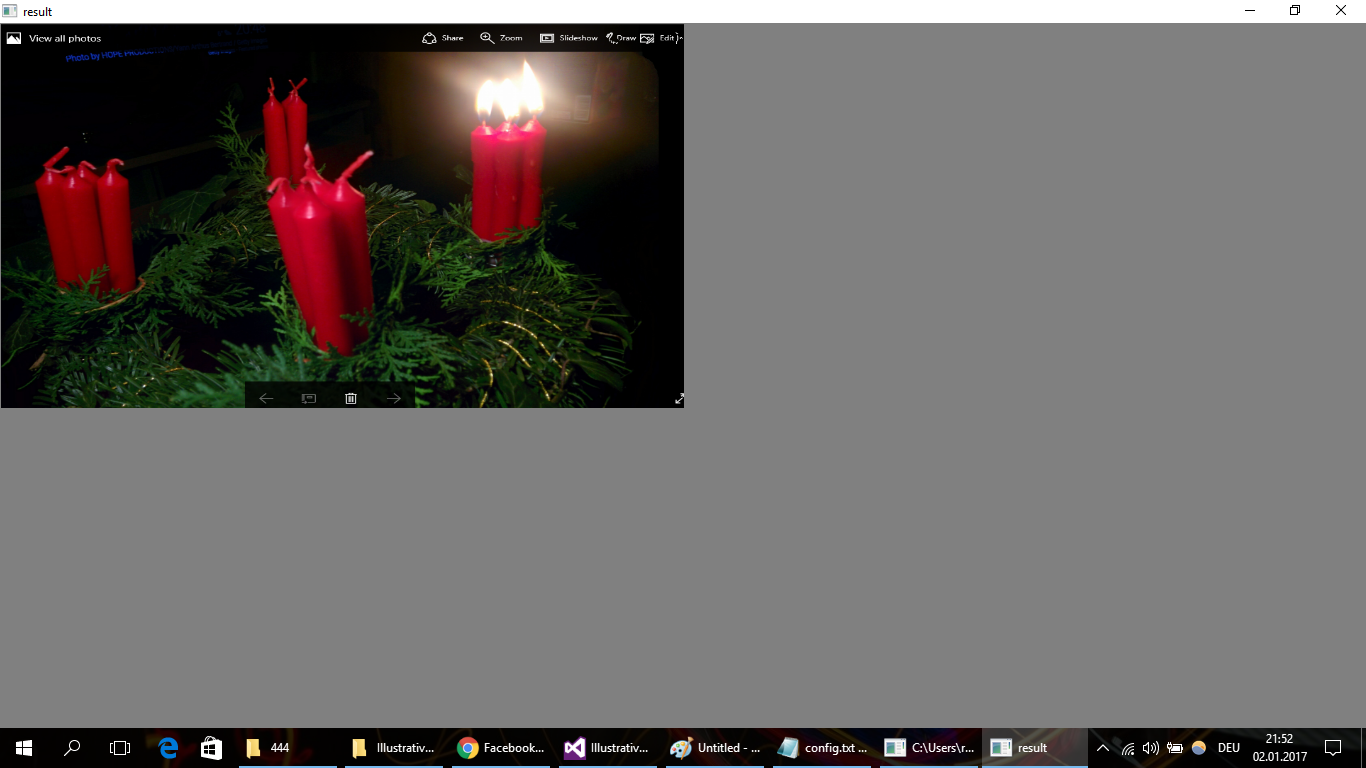 result
View all photos
Share
Zoom
Slideshow
Draw
Edit
Photo by HOPE
444
Illustrativ...
Facebook...
Illustrativ...
Untitled - ...
config.txt ...
C:\Users\r...
result
DEU
21:52
02.01.2017